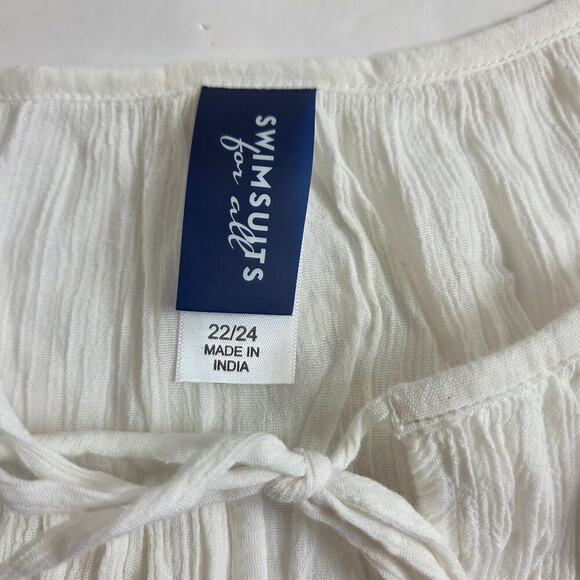 SWIMSUITS
for all
22/24
MADE IN
INDIA